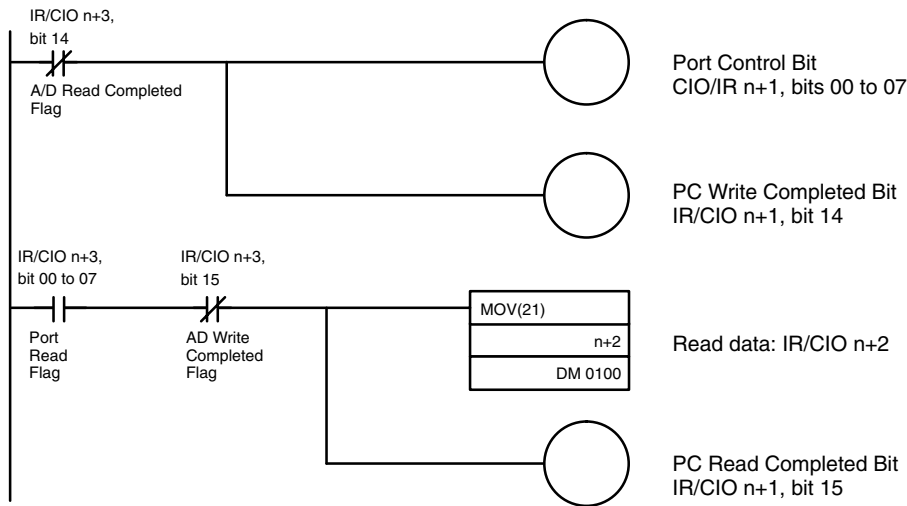 IR/CIO n+3,
bit 14
A/D Read Completed
Flag
Port Control Bit
CIO/IR n+1, bits 00 to 07
PC Write Completed Bit
IR/CIO n+1, bit 14
IR/CIO n+3,
bit 00 to 07
IR/CIO n+3,
bit 15
Port
Read
Flag
AD Write
Completed
Flag
MOV(21)
n+2
DM 0100
Read data: IR/CIO n+2
PC Read Completed Bit
IR/CIO n+1, bit 15